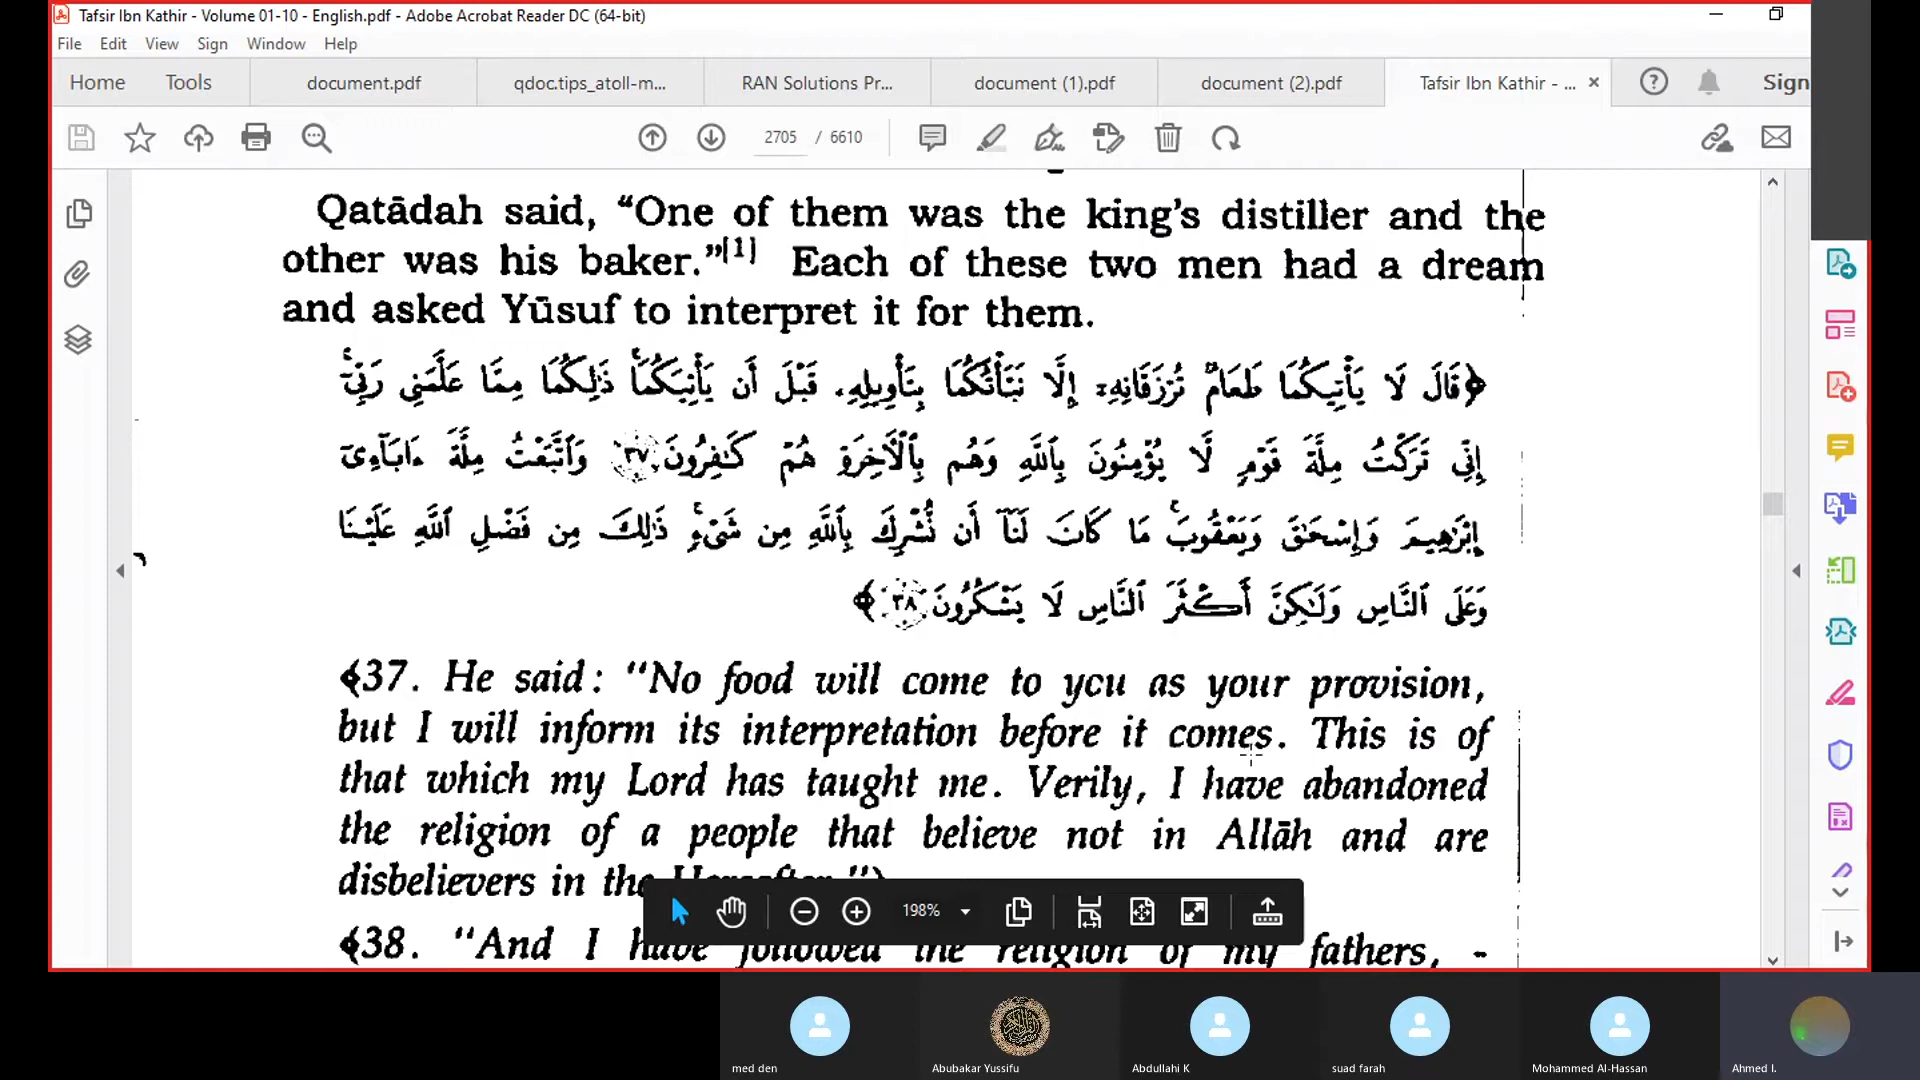 Tafsir Ibn Kathir - Volume 01-10 - English.pdf - Adobe Acrobat Reader DC (64-bit)
File Edit View Sign Window Help
Home Tools document.pdf qdoc.tips_atoll-m... RAN Solutions Pr... document (1).pdf document (2).pdf Tafsir Ibn Kathir - ... × Sign
2705 / 6610
Qatādah said, “One of them was the king’s distiller and the
other was his baker.”[1] Each of these two men had a dream
and asked Yūsuf to interpret it for them.
﴿قَالَ لَا يَأْتِيكُمَا طَعَامٌ تُرْزَقَانِهِۦٓ إِلَّا نَبَّأْتُكُمَا بِتَأْوِيلِهِۦ قَبْلَ أَن يَأْتِيَكُمَا ذَٰلِكُمَا مِمَّا عَلَّمَنِى رَبِّىٓ
إِنِّى تَرَكْتُ مِلَّةَ قَوْمٍ لَّا يُؤْمِنُونَ بِٱللَّهِ وَهُم بِٱلْأَخِرَةِ هُمْ كَٰفِرُونَ ٣٧ وَٱتَّبَعْتُ مِلَّةَ ءَابَآءِىٓ
إِبْرَٰهِيمَ وَإِسْحَٰقَ وَيَعْقُوبَ مَا كَانَ لَنَآ أَن نُّشْرِكَ بِٱللَّهِ مِن شَىْءٍ ذَٰلِكَ مِن فَضْلِ ٱللَّهِ عَلَيْنَا
وَعَلَى ٱلنَّاسِ وَلَٰكِنَّ أَكْثَرَ ٱلنَّاسِ لَا يَشْكُرُونَ ٣٨﴾
﴾37. He said: “No food will come to you as your provision,
but I will inform its interpretation before it comes. This is of
that which my Lord has taught me. Verily, I have abandoned
the religion of a people that believe not in Allāh and are
disbelievers in the Hereafter.”﴿
198%
﴾38. “And I have followed the religion of my fathers, -
med den
Abubakar Yussifu
Abdullahi K
suad farah
Mohammed Al-Hassan
Ahmed I.